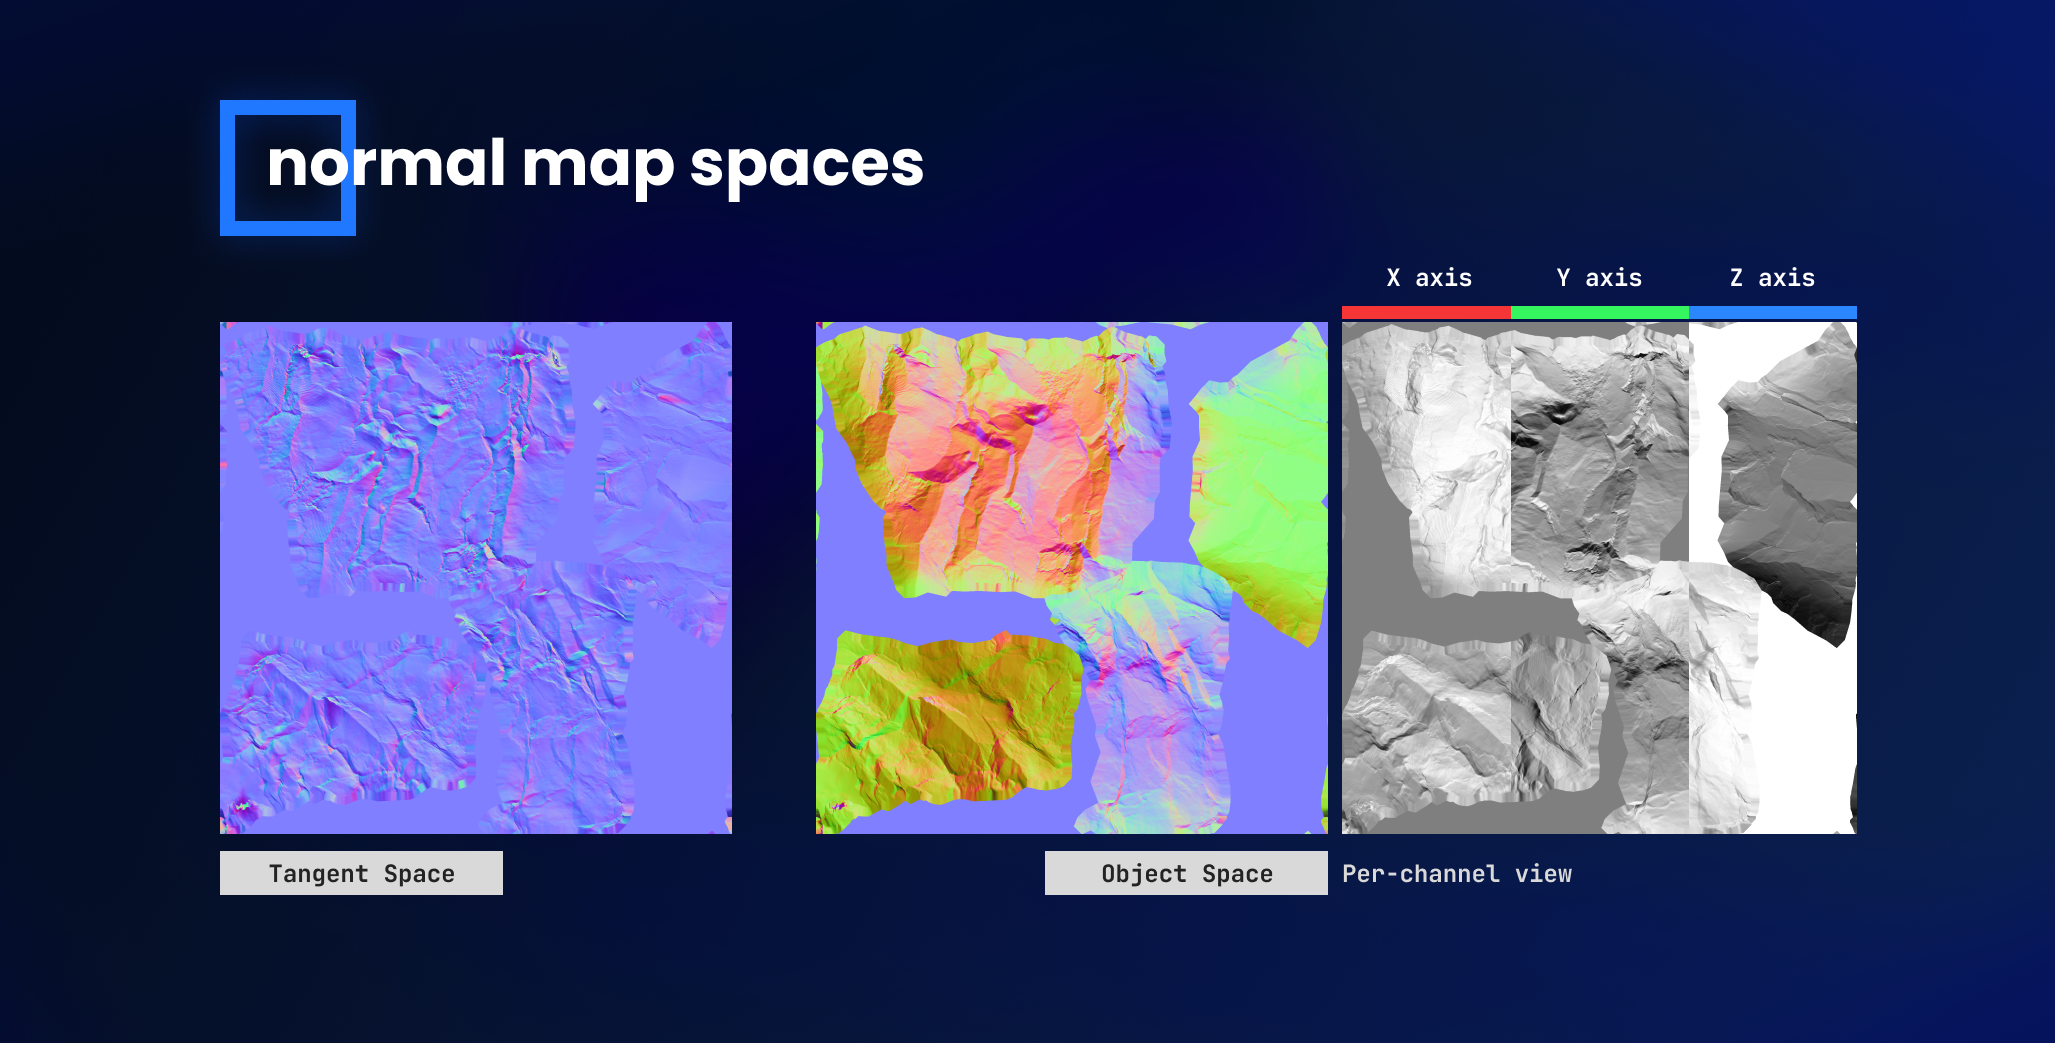 normal map spaces
X axis
Y axis
Z axis
Tangent Space
Object Space
Per-channel view